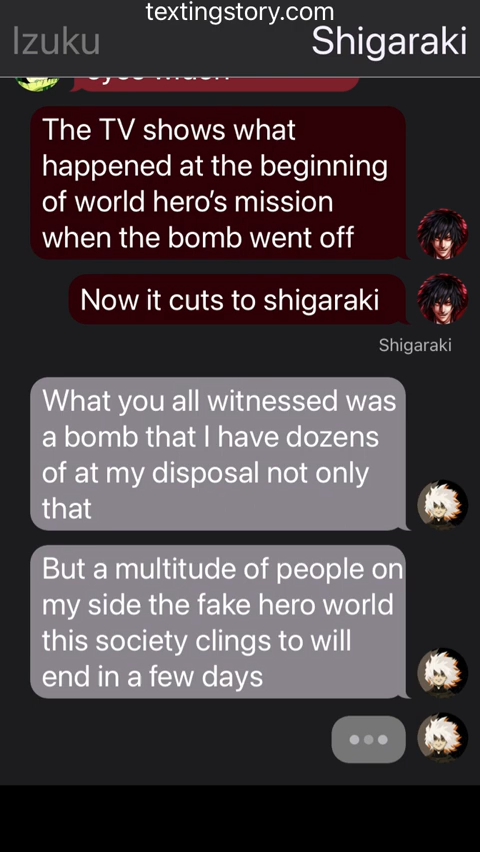 textingstory.com
Izuku
Shigaraki
The TV shows what
happened at the beginning
of world hero's mission
when the bomb went off
Now it cuts to shigaraki
Shigaraki
What you all witnessed was
a bomb that I have dozens
of at my disposal not only
that
But a multitude of people on
my side the fake hero world
this society clings to will
end in a few days